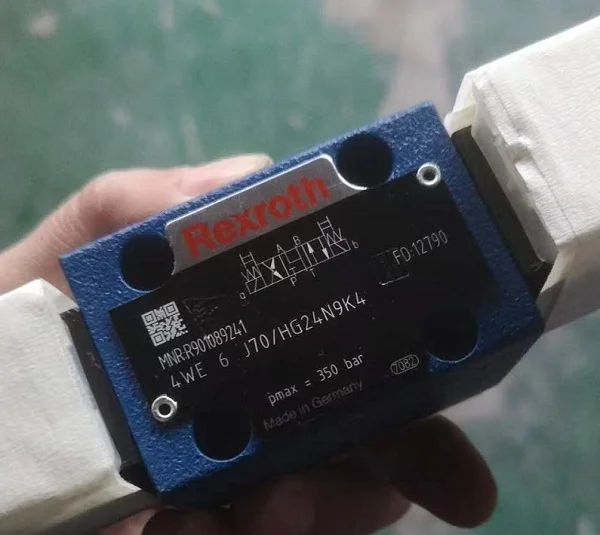 Rexroth
A B
a b
P T
FD:12790
MNR:R901089241
4WE 6 J70/HG24N9K4
pmax = 350 bar
7082
Made in Germany